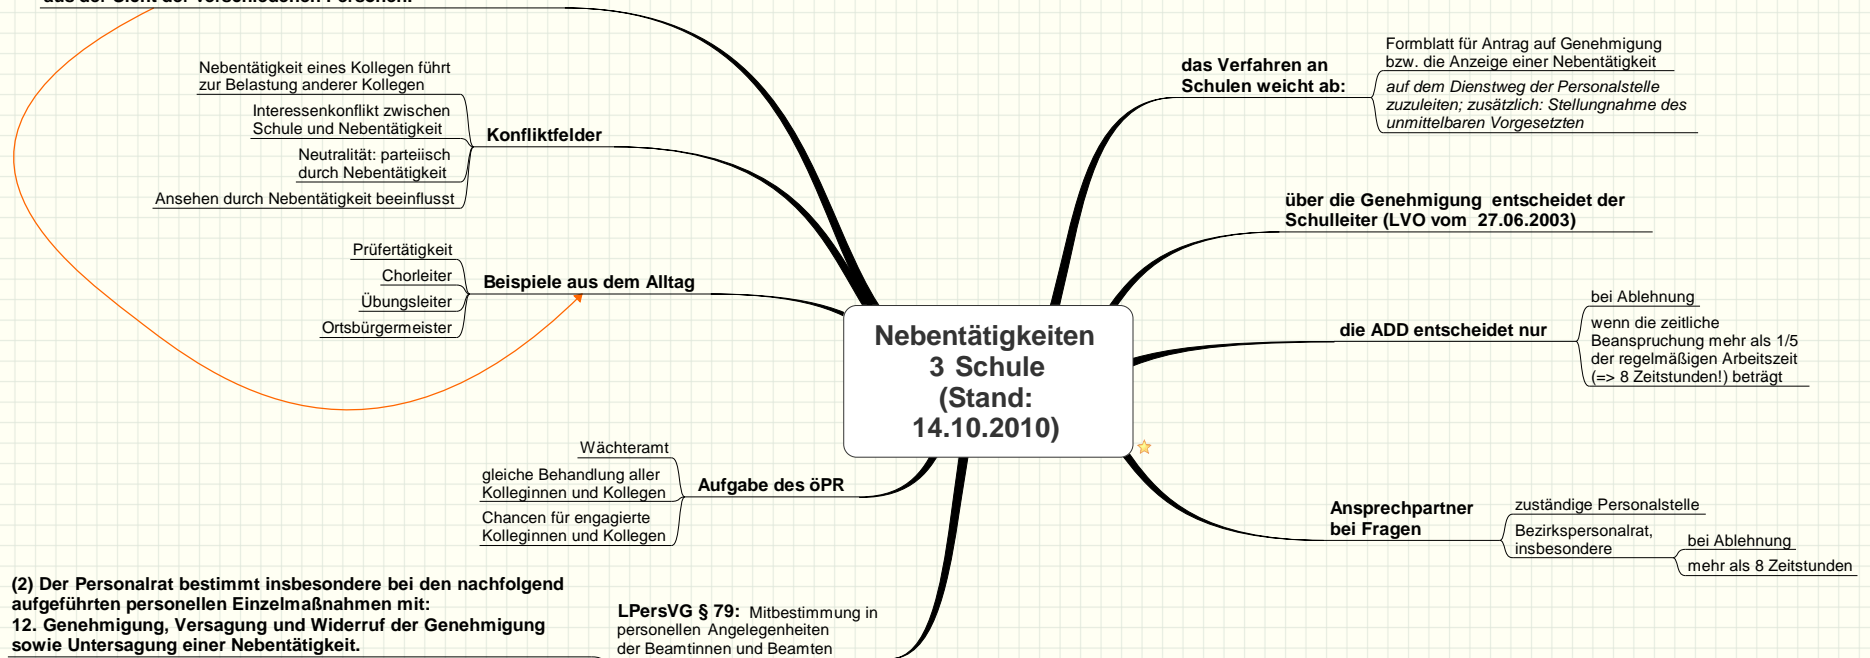 Nebentätigkeit eines Kollegen führt
zur Belastung anderer Kollegen
Interessenkonflikt zwischen
Schule und Nebentätigkeit
Neutralität: parteiisch
durch Nebentätigkeit
Ansehen durch Nebentätigkeit beeinflusst
Konfliktfelder
Prüfertätigkeit
Chorleiter
Übungsleiter
Ortsbürgermeister
Beispiele aus dem Alltag
Wächteramt
gleiche Behandlung aller
Kolleginnen und Kollegen
Chancen für engagierte
Kolleginnen und Kollegen
Aufgabe des öPR
(2) Der Personalrat bestimmt insbesondere bei den nachfolgend
aufgeführten personellen Einzelmaßnahmen mit:
12. Genehmigung, Versagung und Widerruf der Genehmigung
sowie Untersagung einer Nebentätigkeit.
LPersVG § 79: Mitbestimmung in
personellen Angelegenheiten
der Beamtinnen und Beamten
Nebentätigkeiten
3 Schule
(Stand:
14.10.2010)
das Verfahren an
Schulen weicht ab:
Formblatt für Antrag auf Genehmigung
bzw. die Anzeige einer Nebentätigkeit
auf dem Dienstweg der Personalstelle
zuzuleiten; zusätzlich: Stellungnahme des
unmittelbaren Vorgesetzten
über die Genehmigung entscheidet der
Schulleiter (LVO vom 27.06.2003)
die ADD entscheidet nur
bei Ablehnung
wenn die zeitliche
Beanspruchung mehr als 1/5
der regelmäßigen Arbeitszeit
(=> 8 Zeitstunden!) beträgt
Ansprechpartner
bei Fragen
zuständige Personalstelle
Bezirkspersonalrat,
insbesondere
bei Ablehnung
mehr als 8 Zeitstunden